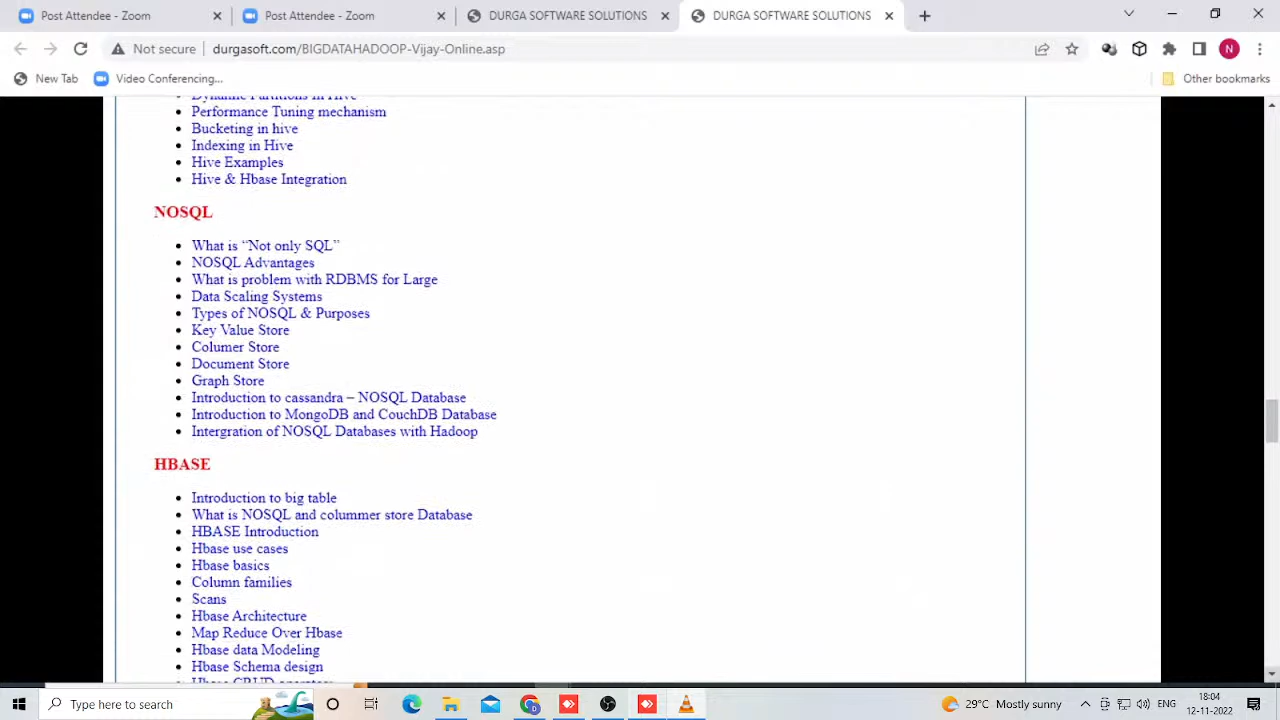 Post Attendee - Zoom
Post Attendee - Zoom
DURGA SOFTWARE SOLUTIONS
DURGA SOFTWARE SOLUTIONS
Not secure
durgasoft.com/BIGDATAHADOOP-Vijay-Online.asp
N
New Tab
Video Conferencing...
Other bookmarks
Dynamic Partitions in Hive
Performance Tuning mechanism
Bucketing in hive
Indexing in Hive
Hive Examples
Hive & Hbase Integration
NOSQL
What is “Not only SQL”
NOSQL Advantages
What is problem with RDBMS for Large
Data Scaling Systems
Types of NOSQL & Purposes
Key Value Store
Columer Store
Document Store
Graph Store
Introduction to cassandra – NOSQL Database
Introduction to MongoDB and CouchDB Database
Intergration of NOSQL Databases with Hadoop
HBASE
Introduction to big table
What is NOSQL and colummer store Database
HBASE Introduction
Hbase use cases
Hbase basics
Column families
Scans
Hbase Architecture
Map Reduce Over Hbase
Hbase data Modeling
Hbase Schema design
Hbase CRUD
Type here to search
29°C Mostly sunny
18:04
12-11-2022